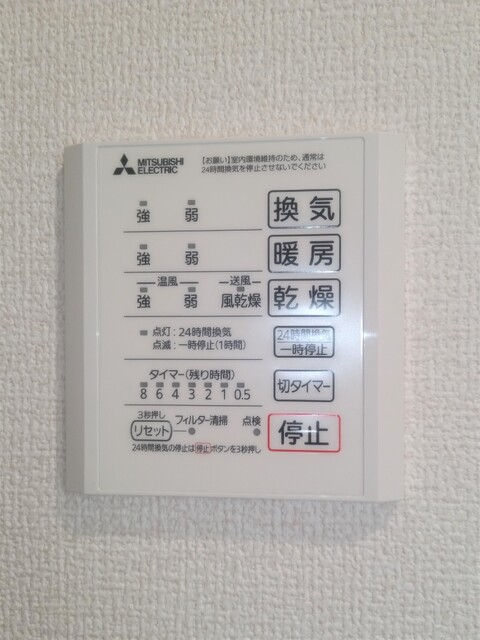 MITSUBISHI
ELECTRIC
【お願い】室内環境維持のため、通常は
24時間換気を停止させないでください
強 弱 換気
強 弱 暖房
温風 送風
強 弱 風乾燥 乾燥
点灯:24時間換気
点滅:一時停止(1時間)
24時間換気
一時停止
タイマー(残り時間)
8 6 4 3 2 1 0.5
切タイマー
3秒押し
リセット フィルター清掃 点検
停止
24時間換気の停止は停止ボタンを3秒押し